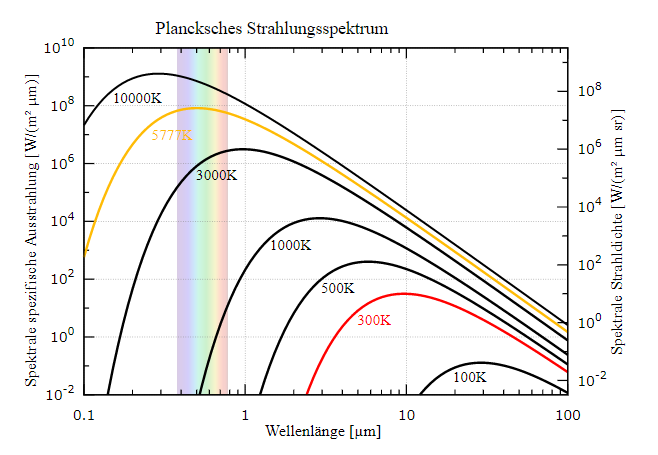 Plancksches Strahlungsspektrum
Spektrale spezifische Ausstrahlung [W/(m² µm)]
10^10
10^8
10^6
10^4
10^2
10^0
10^-2
10000K
5777K
3000K
1000K
500K
300K
100K
10^8
10^6
10^4
10^2
10^0
10^-2
Spektrale Strahldichte [W/(m² µm sr)]
0.1 1 10 100
Wellenlänge [µm]